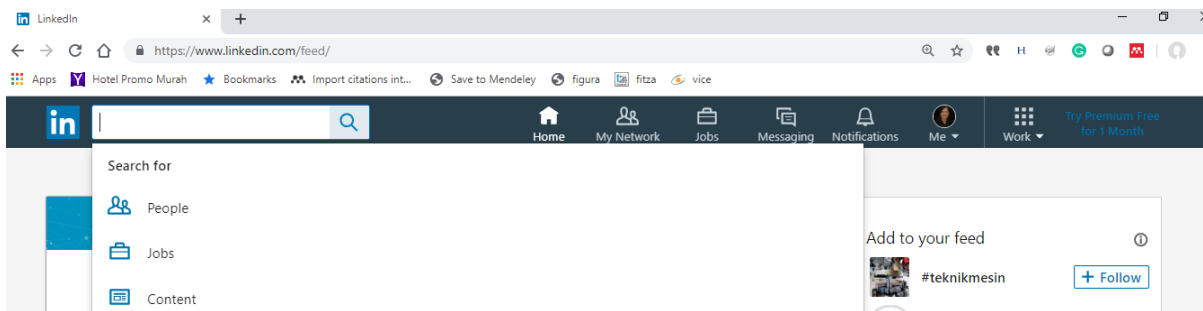 in LinkedIn
https://www.linkedin.com/feed/
Apps Hotel Promo Murah Bookmarks Import citations int... Save to Mendeley figura fitza vice
in Home My Network Jobs Messaging Notifications Me Work Try Premium Free
for 1 Month
Search for
People
Jobs
Content
Add to your feed
#teknikmesin + Follow